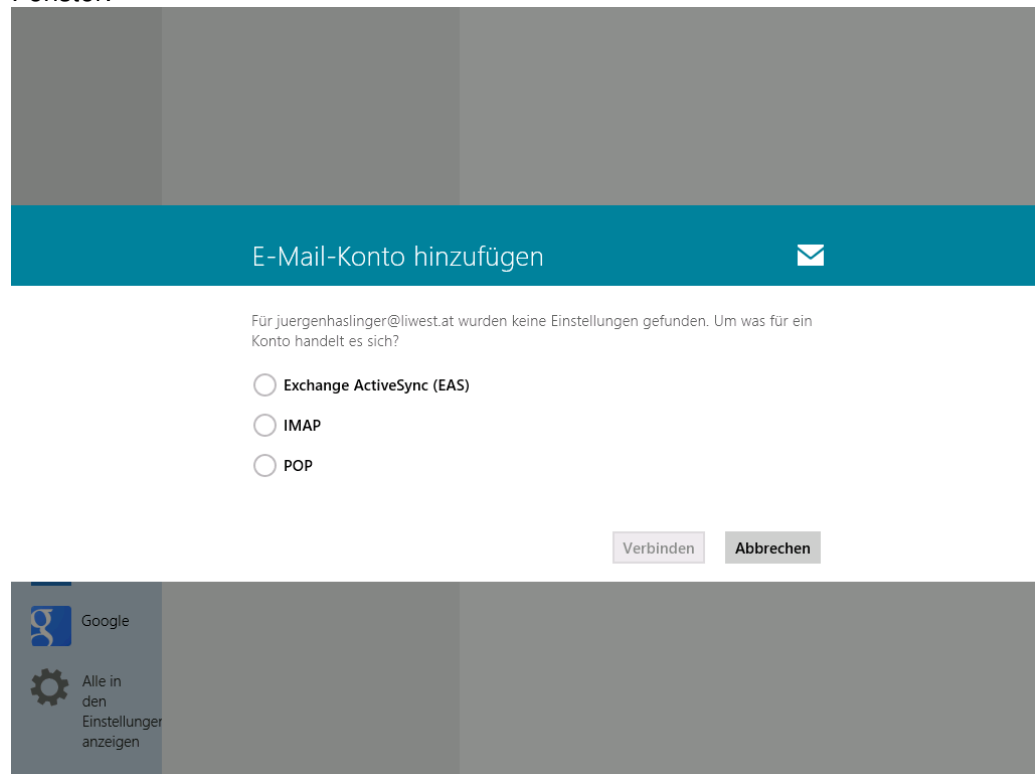 E-Mail-Konto hinzufügen
Für juergenhaslinger@liwest.at wurden keine Einstellungen gefunden. Um was für ein
Konto handelt es sich?
Exchange ActiveSync (EAS)
IMAP
POP
Verbinden
Abbrechen
Google
Alle in
den
Einstellungen
anzeigen